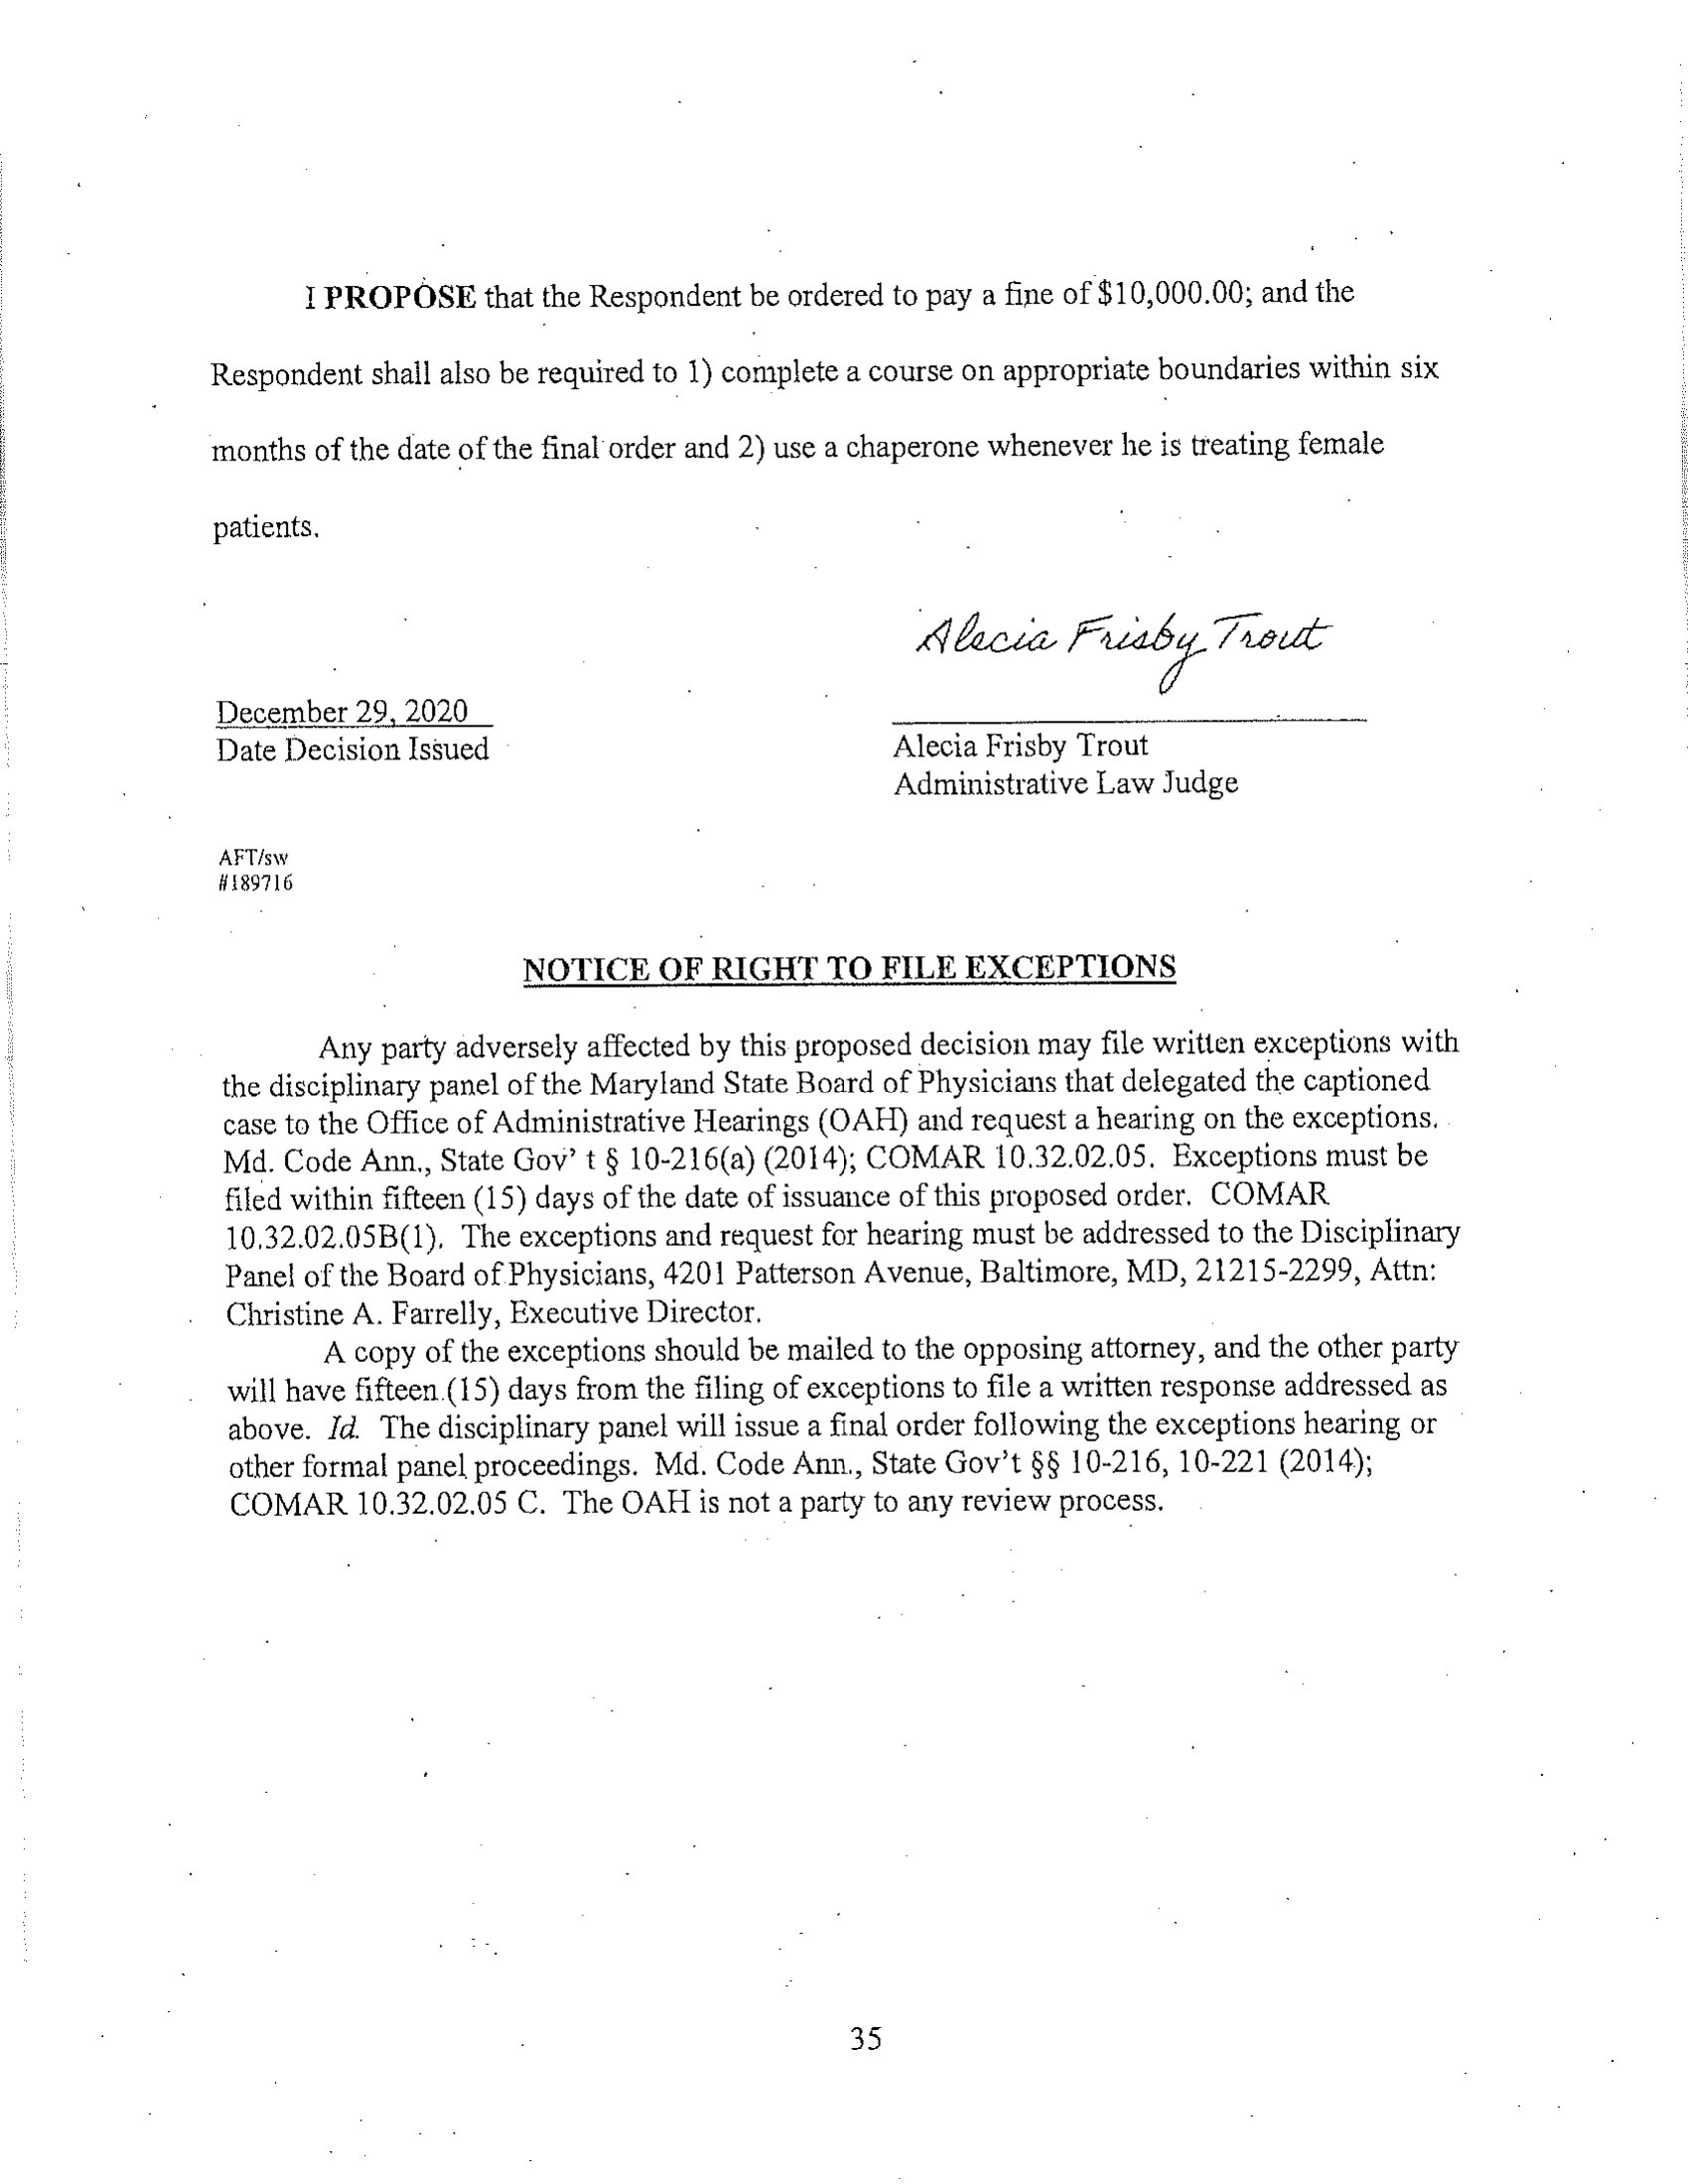 I PROPOSE that the Respondent be ordered to pay a fine of $10,000.00; and the
Respondent shall also be required to 1) complete a course on appropriate boundaries within six
months of the date of the final order and 2) use a chaperone whenever he is treating female
patients.
Alecia Frisby Trout
December 29, 2020
Date Decision Issued
Alecia Frisby Trout
Administrative Law Judge
AFT/sw
#189716
NOTICE OF RIGHT TO FILE EXCEPTIONS
Any party adversely affected by this proposed decision may file written exceptions with
the disciplinary panel of the Maryland State Board of Physicians that delegated the captioned
case to the Office of Administrative Hearings (OAH) and request a hearing on the exceptions.
Md. Code Ann., State Gov' t § 10-216(a) (2014); COMAR 10.32.02.05. Exceptions must be
filed within fifteen (15) days of the date of issuance of this proposed order. COMAR
10.32.02.05B(1). The exceptions and request for hearing must be addressed to the Disciplinary
Panel of the Board of Physicians, 4201 Patterson Avenue, Baltimore, MD, 21215-2299, Attn:
Christine A. Farrelly, Executive Director.
A copy of the exceptions should be mailed to the opposing attorney, and the other party
will have fifteen (15) days from the filing of exceptions to file a written response addressed as
above. Id. The disciplinary panel will issue a final order following the exceptions hearing or
other formal panel proceedings. Md. Code Ann., State Gov't §§ 10-216, 10-221 (2014);
COMAR 10.32.02.05 C. The OAH is not a party to any review process.
35